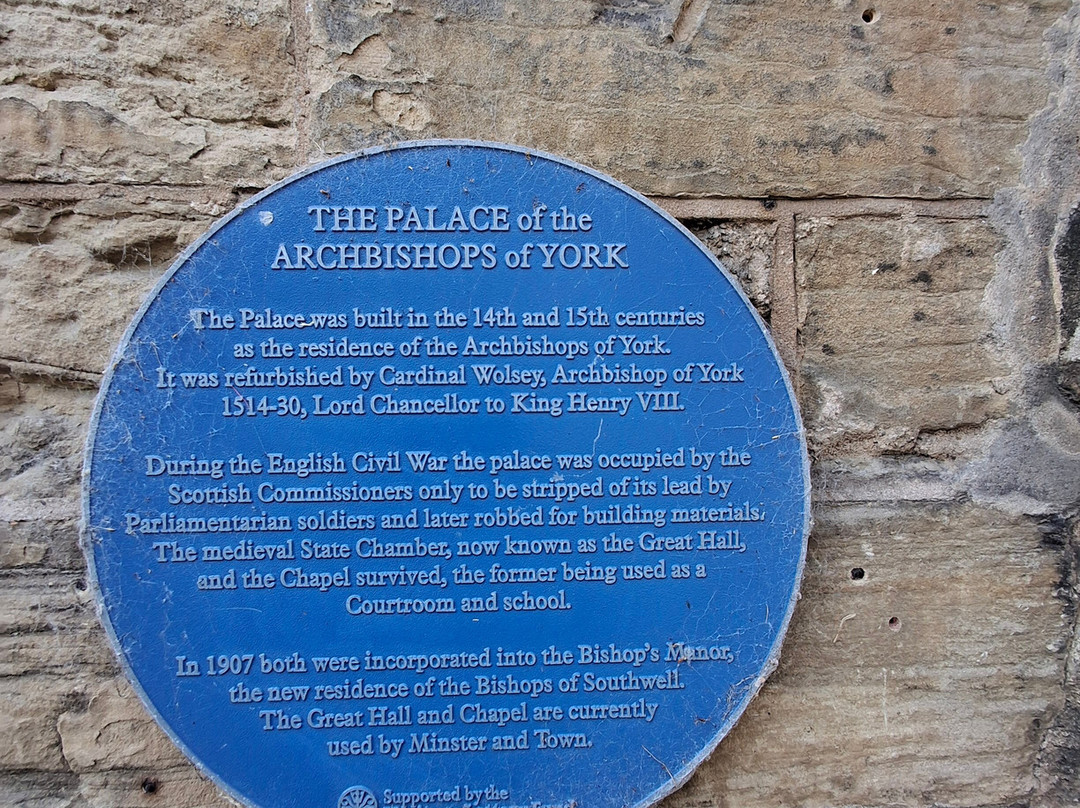 THE PALACE of the
ARCHBISHOPS of YORK
The Palace was built in the 14th and 15th centuries
as the residence of the Archbishops of York.
It was refurbished by Cardinal Wolsey, Archbishop of York
1514-30, Lord Chancellor to King Henry VIII.
During the English Civil War the palace was occupied by the
Scottish Commissioners only to be stripped of its lead by
Parliamentarian soldiers and later robbed for building materials.
The medieval State Chamber, now known as the Great Hall,
and the Chapel survived, the former being used as a
Courtroom and school.
In 1907 both were incorporated into the Bishop's Manor,
the new residence of the Bishops of Southwell.
The Great Hall and Chapel are currently
used by Minster and Town.
Supported by the